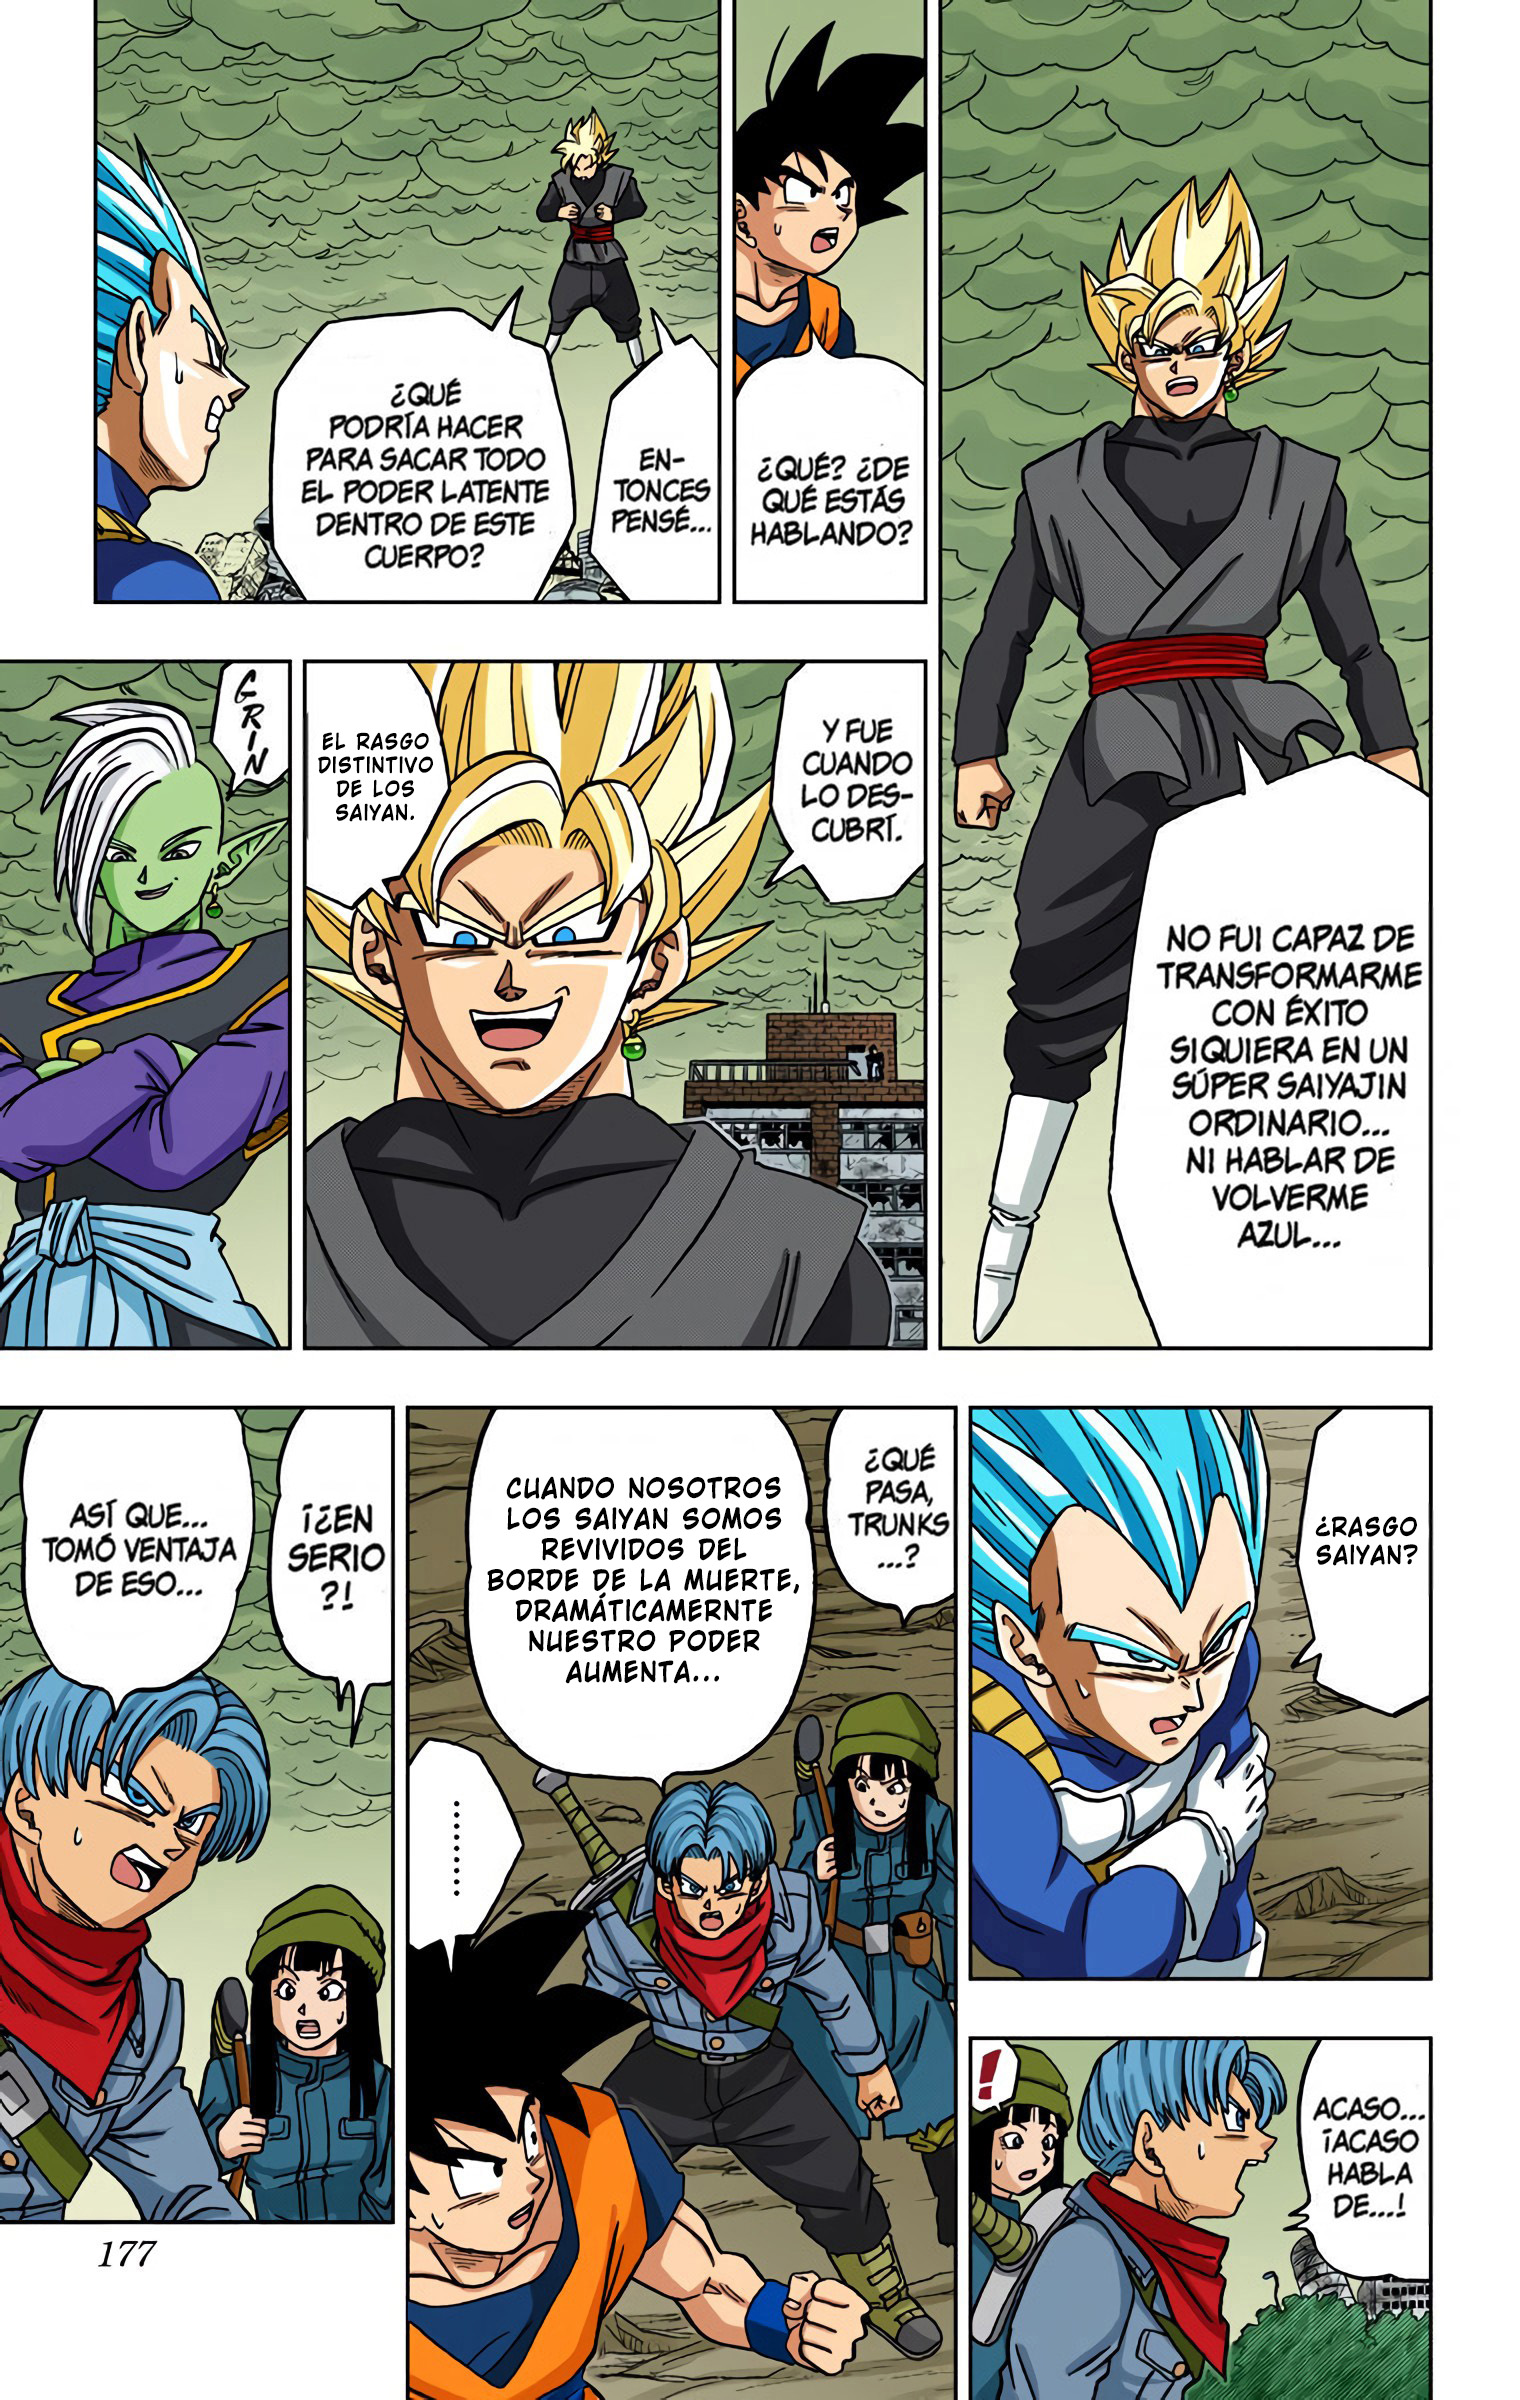 NO FUI CAPAZ DE
TRANSFORMARME
CON ÉXITO
SIQUIERA EN UN
SÚPER SAIYAJIN
ORDINARIO...
NI HABLAR DE
VOLVERME
AZUL...
¿QUÉ? ¿DE
QUÉ ESTÁS
HABLANDO?
EN-
TONCES
PENSÉ...
¿QUÉ
PODRÍA HACER
PARA SACAR TODO
EL PODER LATENTE
DENTRO DE ESTE
CUERPO?
Y FUE
CUANDO
LO DES-
CUBRÍ.
EL RASGO
DISTINTIVO
DE LOS
SAIYAN.
GRIN
¿RASGO
SAIYAN?
!
ACASO...
¡ACASO
HABLA
DE...!
¿QUÉ
PASA,
TRUNKS
...?
CUANDO NOSOTROS
LOS SAIYAN SOMOS
REVIVIDOS DEL
BORDE DE LA MUERTE,
DRAMÁTICAMERNTE
NUESTRO PODER
AUMENTA...
.........
¡¿EN
SERIO
?!
ASÍ QUE...
TOMÓ VENTAJA
DE ESO...
177